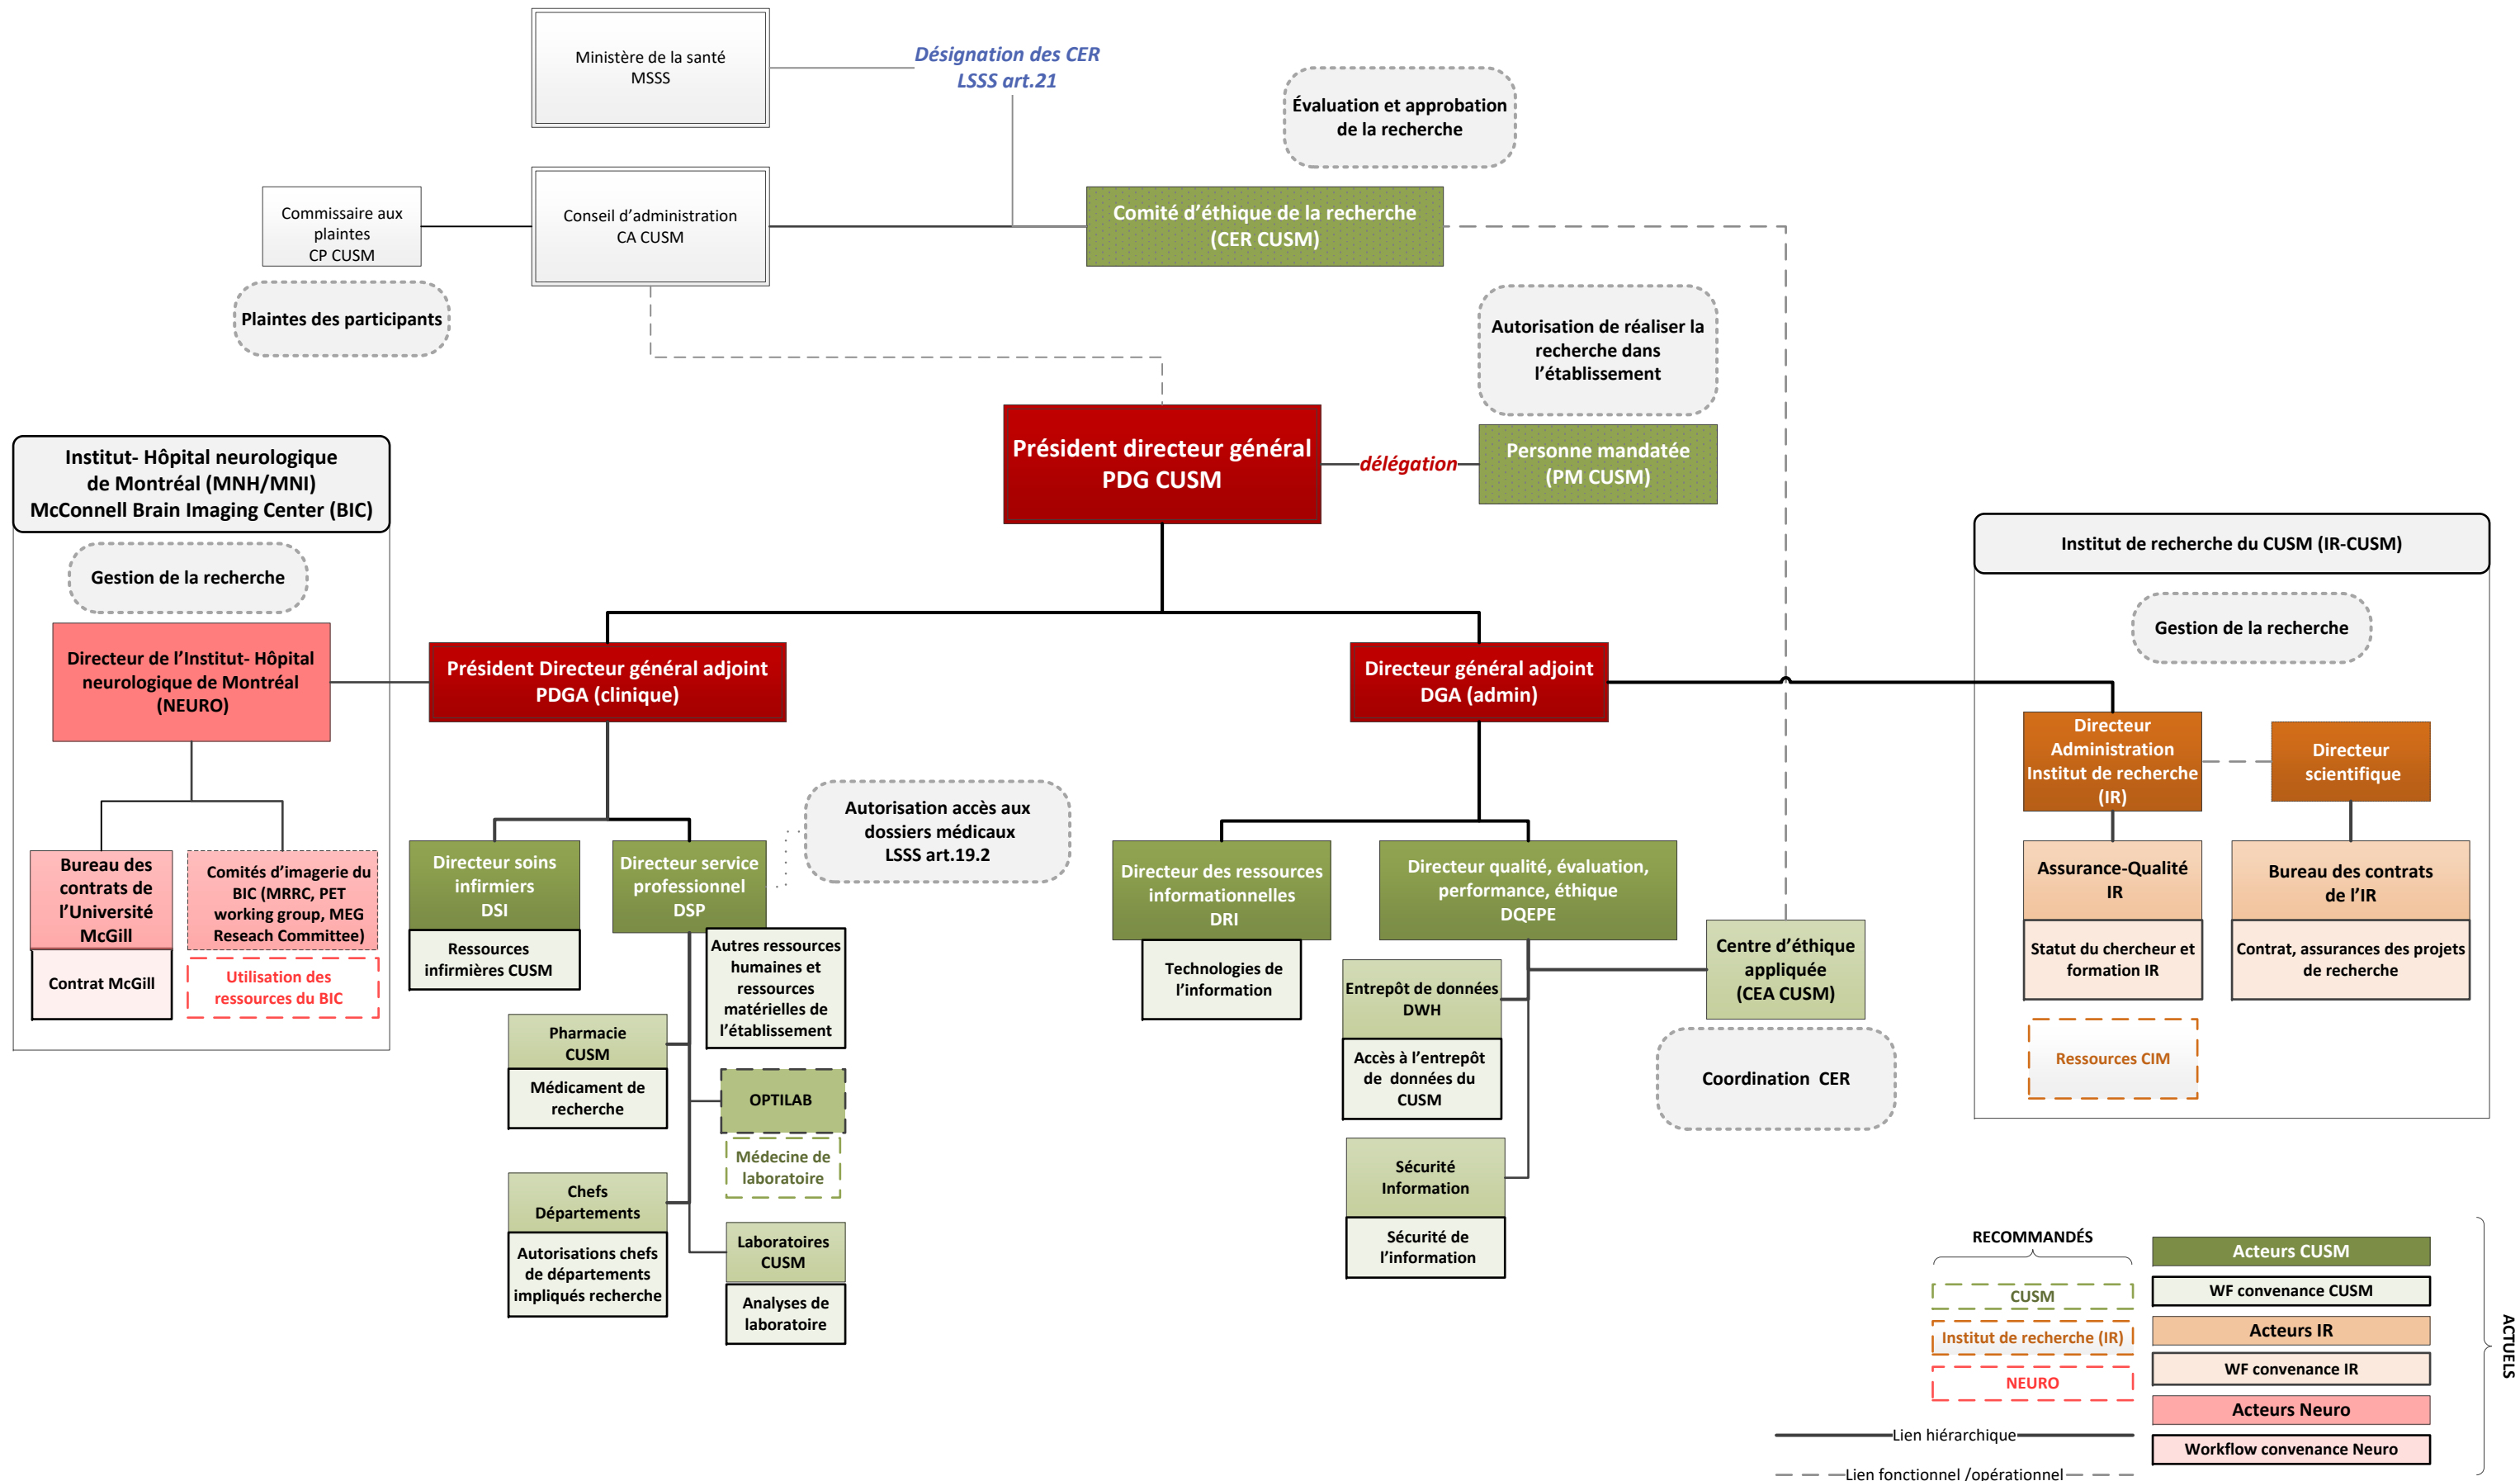 Ministère de la santé
MSSS
Désignation des CER
LSSS art.21
Évaluation et approbation
de la recherche
Commissaire aux
plaintes
CP CUSM
Conseil d’administration
CA CUSM
Comité d’éthique de la recherche
(CER CUSM)
Plaintes des participants
Autorisation de réaliser la
recherche dans
l’établissement
Président directeur général
PDG CUSM
délégation
Personne mandatée
(PM CUSM)
Institut- Hôpital neurologique
de Montréal (MNH/MNI)
McConnell Brain Imaging Center (BIC)
Gestion de la recherche
Institut de recherche du CUSM (IR-CUSM)
Gestion de la recherche
Directeur de l’Institut- Hôpital
neurologique de Montréal
(NEURO)
Président Directeur général adjoint
PDGA (clinique)
Directeur général adjoint
DGA (admin)
Directeur
Administration
Institut de recherche
(IR)
Directeur
scientifique
Autorisation accès aux
dossiers médicaux
LSSS art.19.2
Bureau des
contrats de
l’Université
McGill
Contrat McGill
Comités d’imagerie du
BIC (MRRC, PET
working group, MEG
Reseach Committee)
Utilisation des
ressources du BIC
Directeur soins
infirmiers
DSI
Ressources
infirmières CUSM
Directeur service
professionnel
DSP
Autres ressources
humaines et
ressources
matérielles de
l’établissement
Directeur des ressources
informationnelles
DRI
Technologies de
l’information
Directeur qualité, évaluation,
performance, éthique
DQEPE
Assurance-Qualité
IR
Statut du chercheur et
formation IR
Ressources CIM
Bureau des contrats
de l’IR
Contrat, assurances des projets
de recherche
Centre d’éthique
appliquée
(CEA CUSM)
Coordination CER
Entrepôt de données
DWH
Accès à l’entrepôt
de données du
CUSM
Sécurité
Information
Sécurité de
l’information
Pharmacie
CUSM
Médicament de
recherche
OPTILAB
Médecine de
laboratoire
Chefs
Départements
Autorisations chefs
de départements
impliqués recherche
Laboratoires
CUSM
Analyses de
laboratoire
RECOMMANDÉS
CUSM
Institut de recherche (IR)
NEURO
Acteurs CUSM
WF convenance CUSM
Acteurs IR
WF convenance IR
Acteurs Neuro
Workflow convenance Neuro
ACTUELS
Lien hiérarchique
Lien fonctionnel /opérationnel